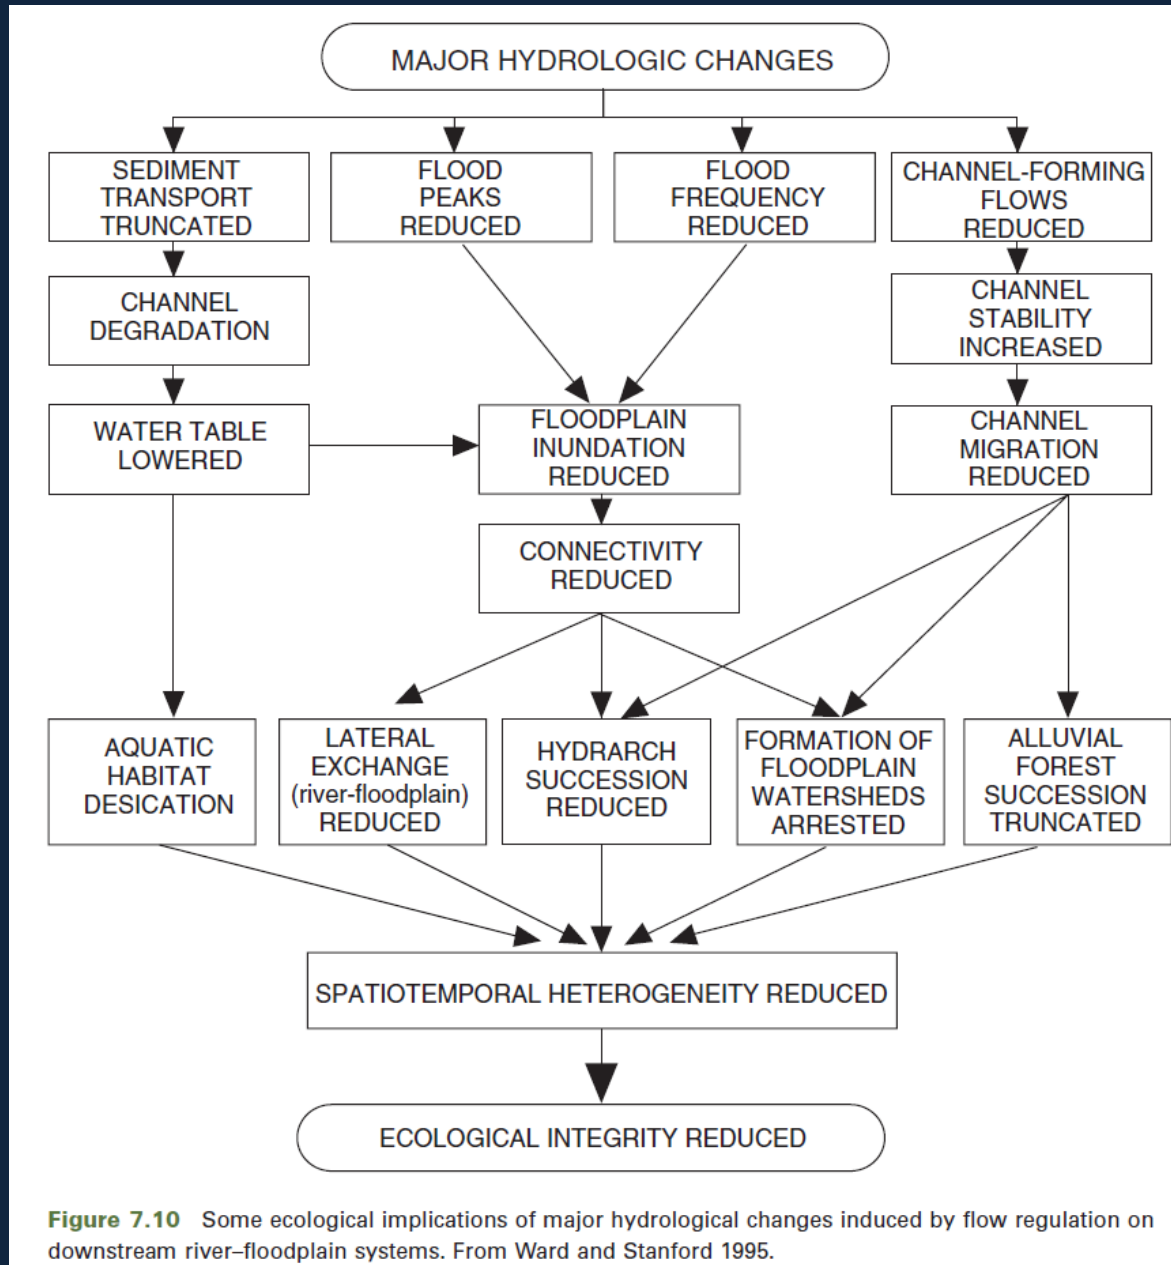 MAJOR HYDROLOGIC CHANGES
SEDIMENT
TRANSPORT
TRUNCATED
FLOOD
PEAKS
REDUCED
FLOOD
FREQUENCY
REDUCED
CHANNEL-FORMING
FLOWS
REDUCED
CHANNEL
DEGRADATION
CHANNEL
STABILITY
INCREASED
WATER TABLE
LOWERED
FLOODPLAIN
INUNDATION
REDUCED
CHANNEL
MIGRATION
REDUCED
CONNECTIVITY
REDUCED
AQUATIC
HABITAT
DESICATION
LATERAL
EXCHANGE
(river-floodplain)
REDUCED
HYDRARCH
SUCCESSION
REDUCED
FORMATION OF
FLOODPLAIN
WATERSHEDS
ARRESTED
ALLUVIAL
FOREST
SUCCESSION
TRUNCATED
SPATIOTEMPORAL HETEROGENEITY REDUCED
ECOLOGICAL INTEGRITY REDUCED
Figure 7.10 Some ecological implications of major hydrological changes induced by flow regulation on
downstream river–floodplain systems. From Ward and Stanford 1995.